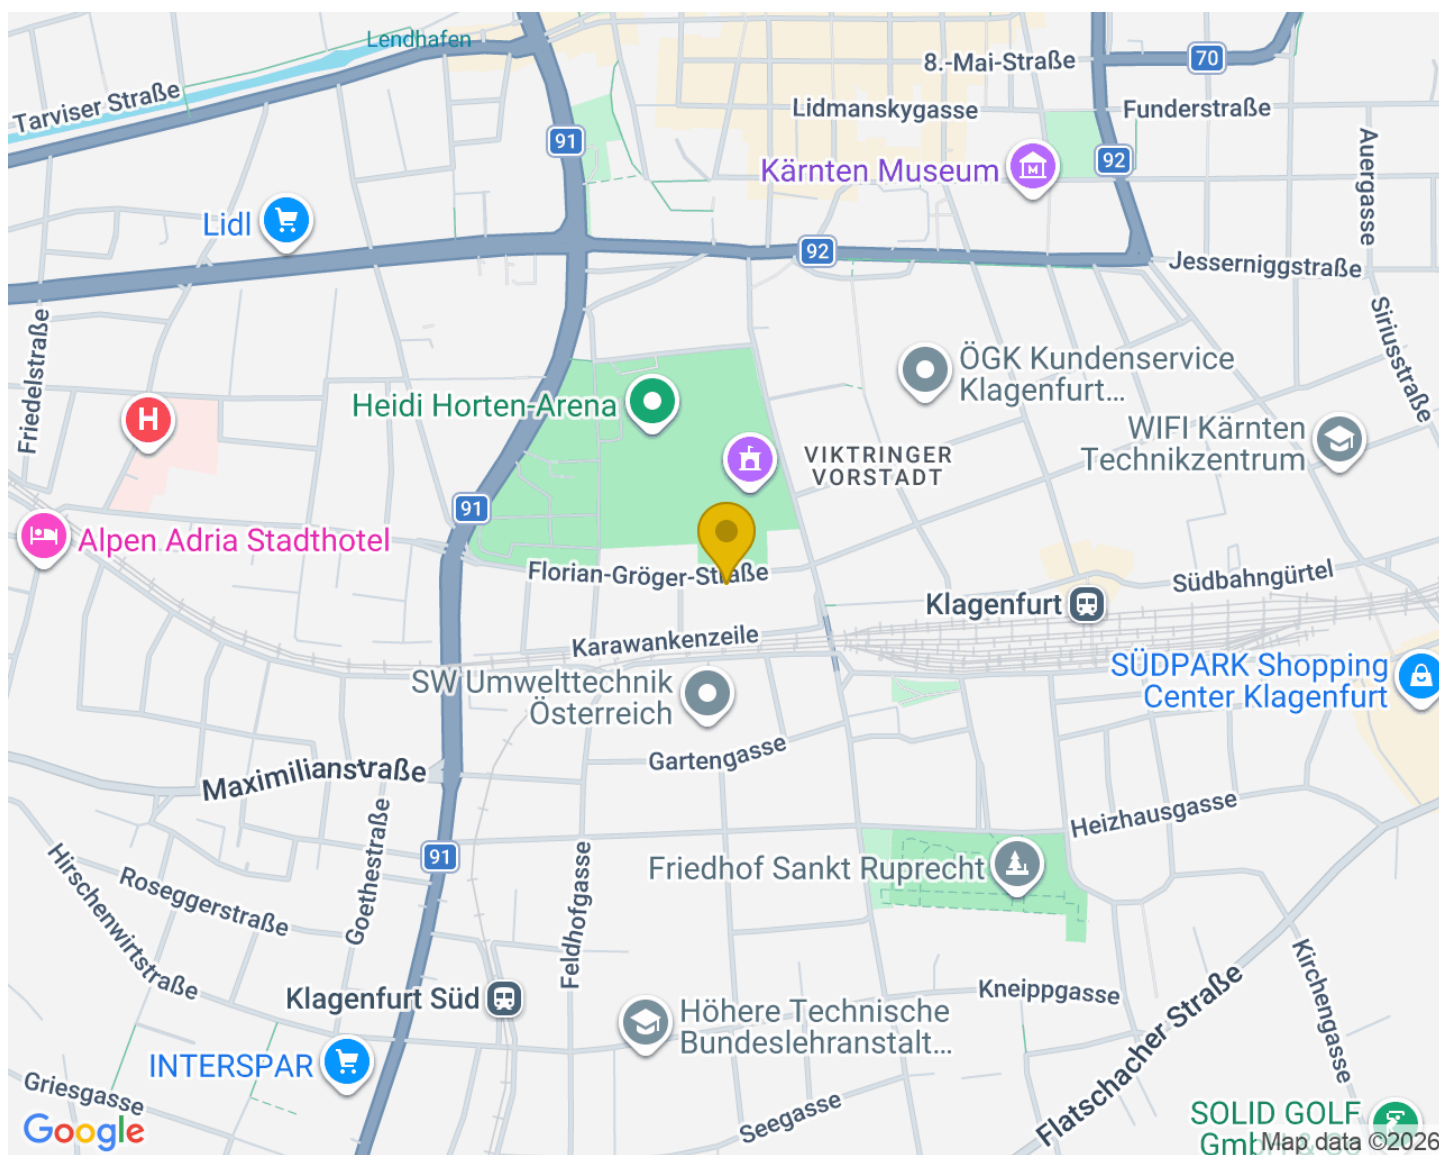 Lendhafen
8.-Mai-Straße
70
Tarviser Straße
Lidmanskygasse
Funderstraße
91
92
Auergasse
Kärnten Museum
M
Lidl
92
Jesserniggstraße
Friedelstraße
Siriusstraße
ÖGK Kundenservice
Klagenfurt...
Heidi Horten-Arena
H
WIFI Kärnten
Technikzentrum
VIKTRINGER
VORSTADT
91
Alpen Adria Stadthotel
Florian-Gröger-Straße
Südbahngürtel
Klagenfurt
Karawankenzeile
SÜDPARK Shopping
Center Klagenfurt
SW Umwelttechnik
Österreich
Gartengasse
Maximilianstraße
Heizhausgasse
Goethestraße
91
Friedhof Sankt Ruprecht
Hirschenwirtstraße
Roseggerstraße
Feldhofgasse
Kirchengasse
Flatschacher Straße
Kneippgasse
Klagenfurt Süd
Höhere Technische
Bundeslehranstalt...
INTERSPAR
Griesgasse
Seegasse
SOLID GOLF
Google
Map data ©2026